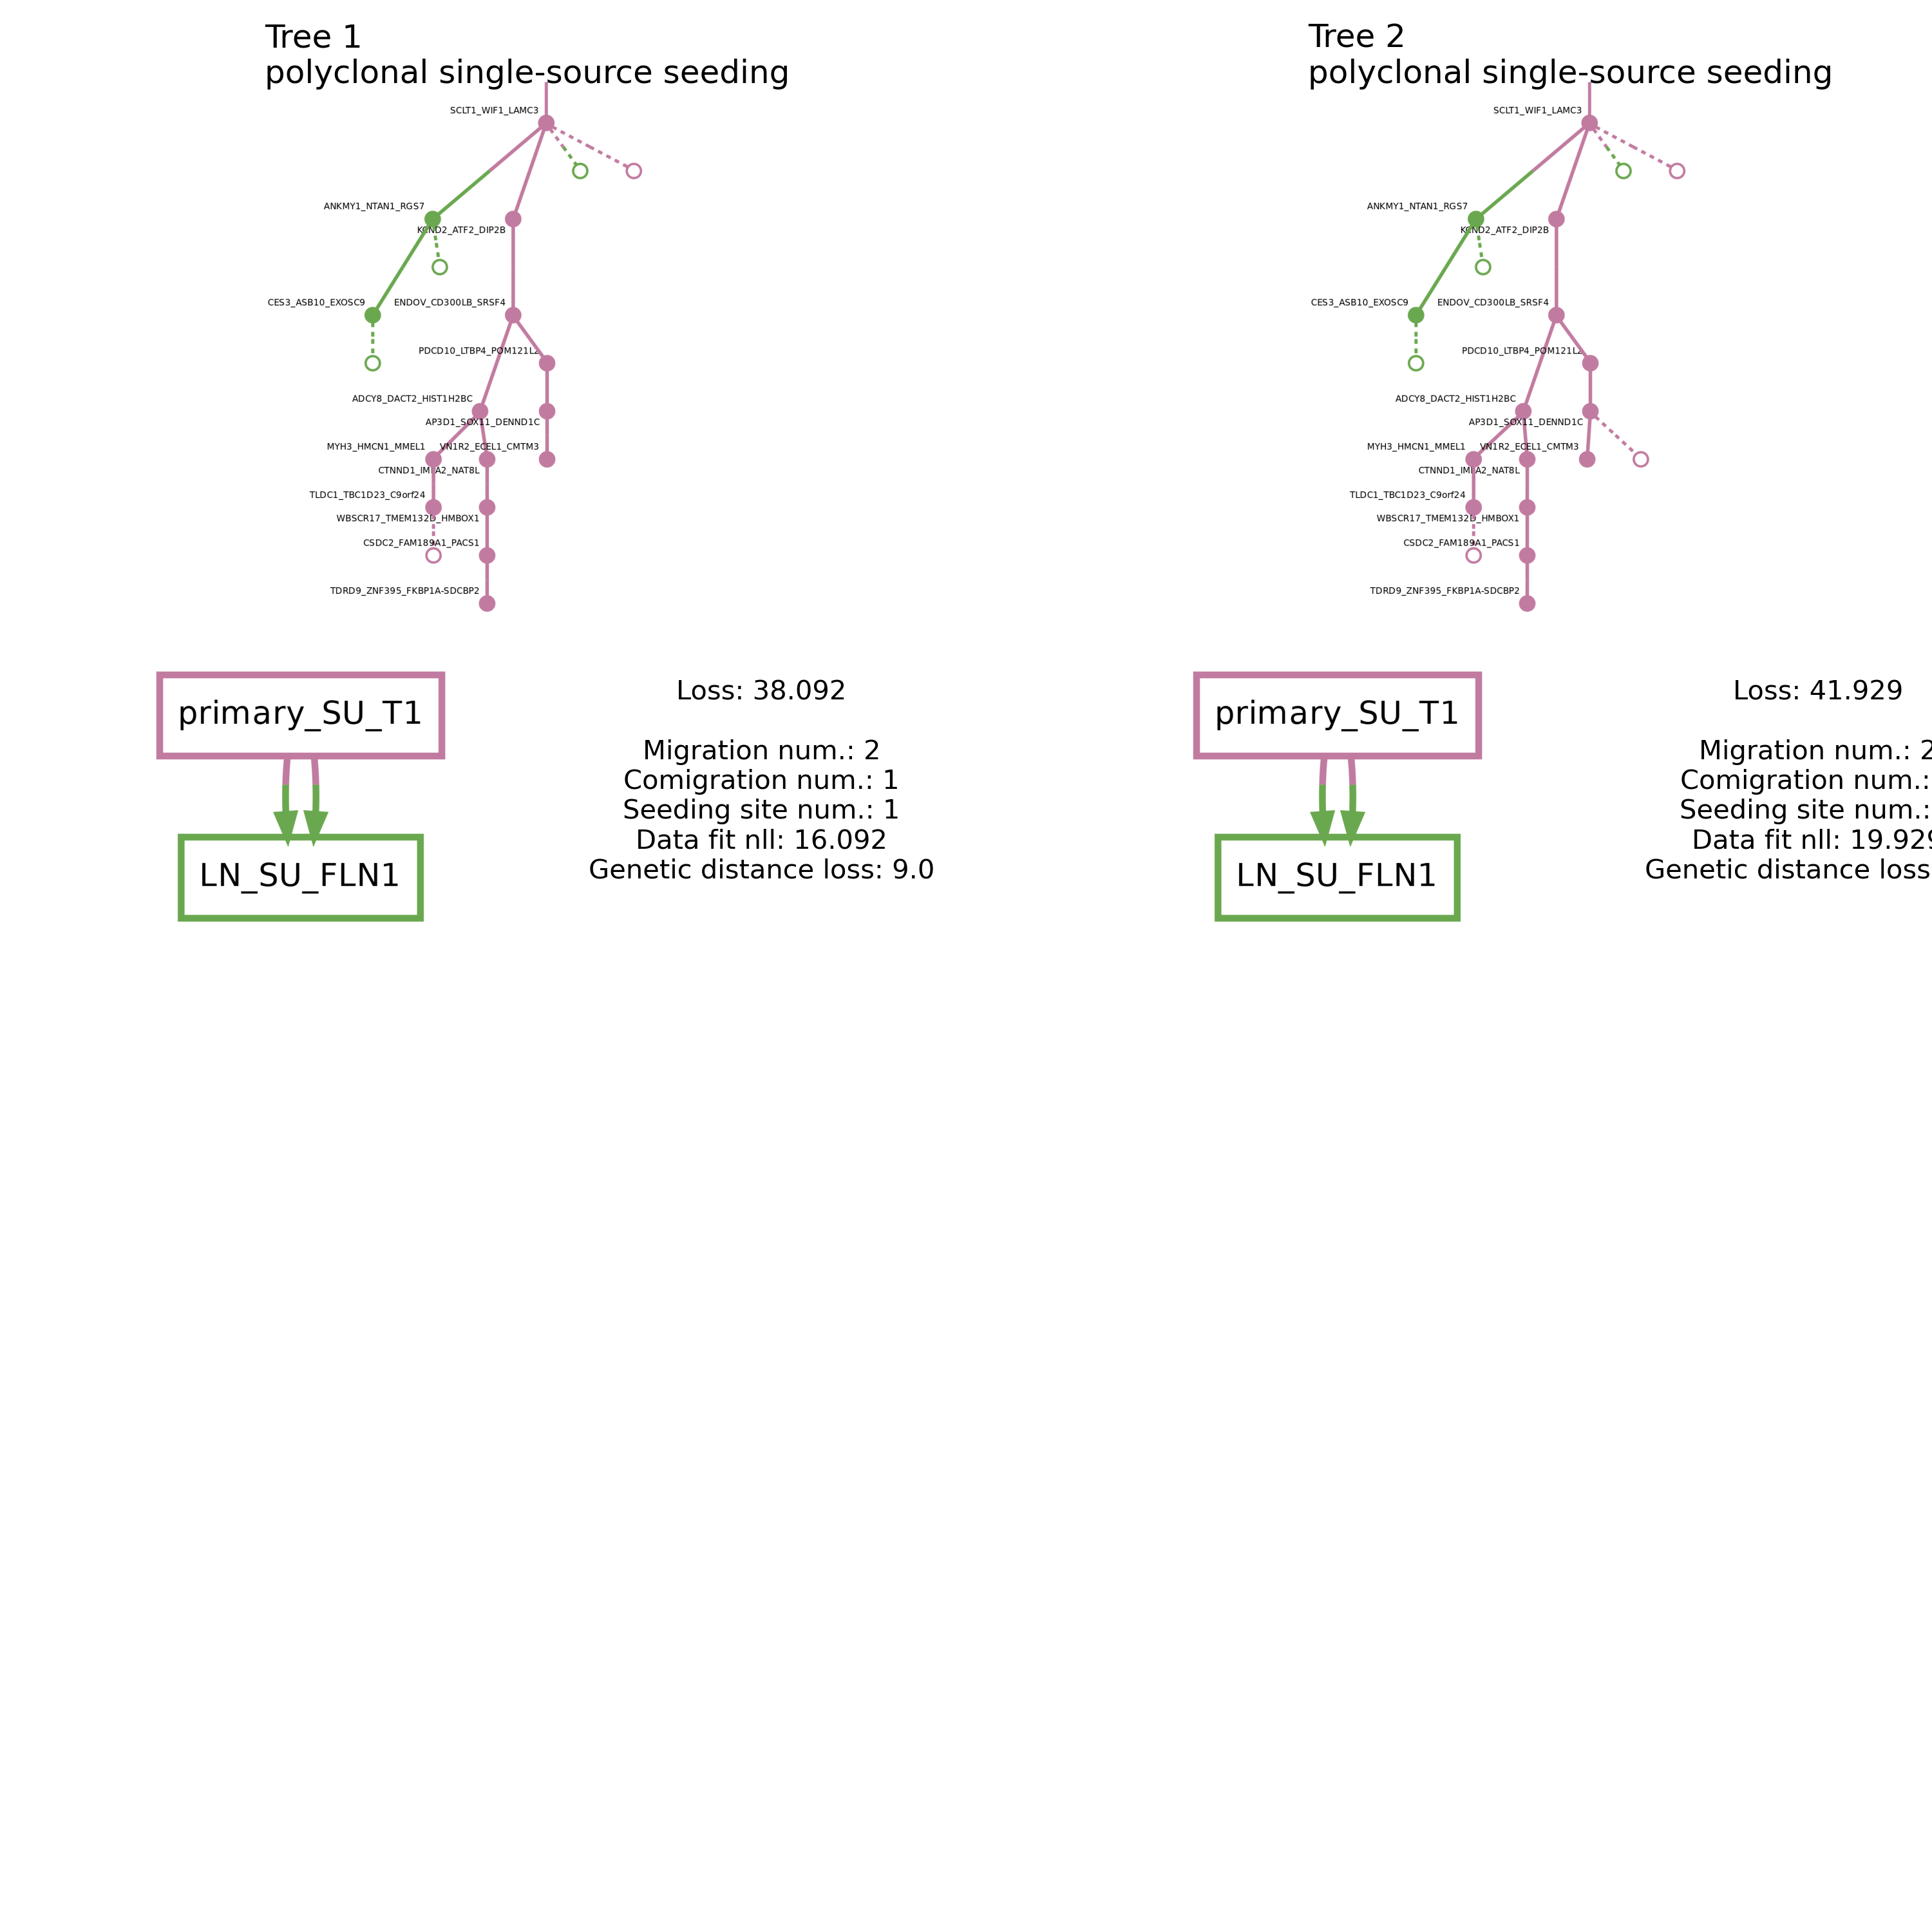 Tree 1
polyclonal single-source seeding
SCLT1_WIF1_LAMC3
ANKMY1_NTAN1_RGS7
KCND2_ATF2_DIP2B
CES3_ASB10_EXOSC9
ENDOV_CD300LB_SRSF4
PDCD10_LTBP4_POM121L2
ADCY8_DACT2_HIST1H2BC
AP3D1_SOX11_DENND1C
MYH3_HMCN1_MMEL1
VN1R2_ECEL1_CMTM3
CTNND1_IMPA2_NAT8L
TLDC1_TBC1D23_C9orf24
WBSCR17_TMEM132D_HMBOX1
CSDC2_FAM189A1_PACS1
TDRD9_ZNF395_FKBP1A-SDCBP2
primary_SU_T1
LN_SU_FLN1
Loss: 38.092
Migration num.: 2
Comigration num.: 1
Seeding site num.: 1
Data fit nll: 16.092
Genetic distance loss: 9.0
Tree 2
polyclonal single-source seeding
SCLT1_WIF1_LAMC3
ANKMY1_NTAN1_RGS7
KCND2_ATF2_DIP2B
CES3_ASB10_EXOSC9
ENDOV_CD300LB_SRSF4
PDCD10_LTBP4_POM121L2
ADCY8_DACT2_HIST1H2BC
AP3D1_SOX11_DENND1C
MYH3_HMCN1_MMEL1
VN1R2_ECEL1_CMTM3
CTNND1_IMPA2_NAT8L
TLDC1_TBC1D23_C9orf24
WBSCR17_TMEM132D_HMBOX1
CSDC2_FAM189A1_PACS1
TDRD9_ZNF395_FKBP1A-SDCBP2
primary_SU_T1
LN_SU_FLN1
Loss: 41.929
Migration num.: 2
Comigration num.:
Seeding site num.:
Data fit nll: 19.929
Genetic distance loss